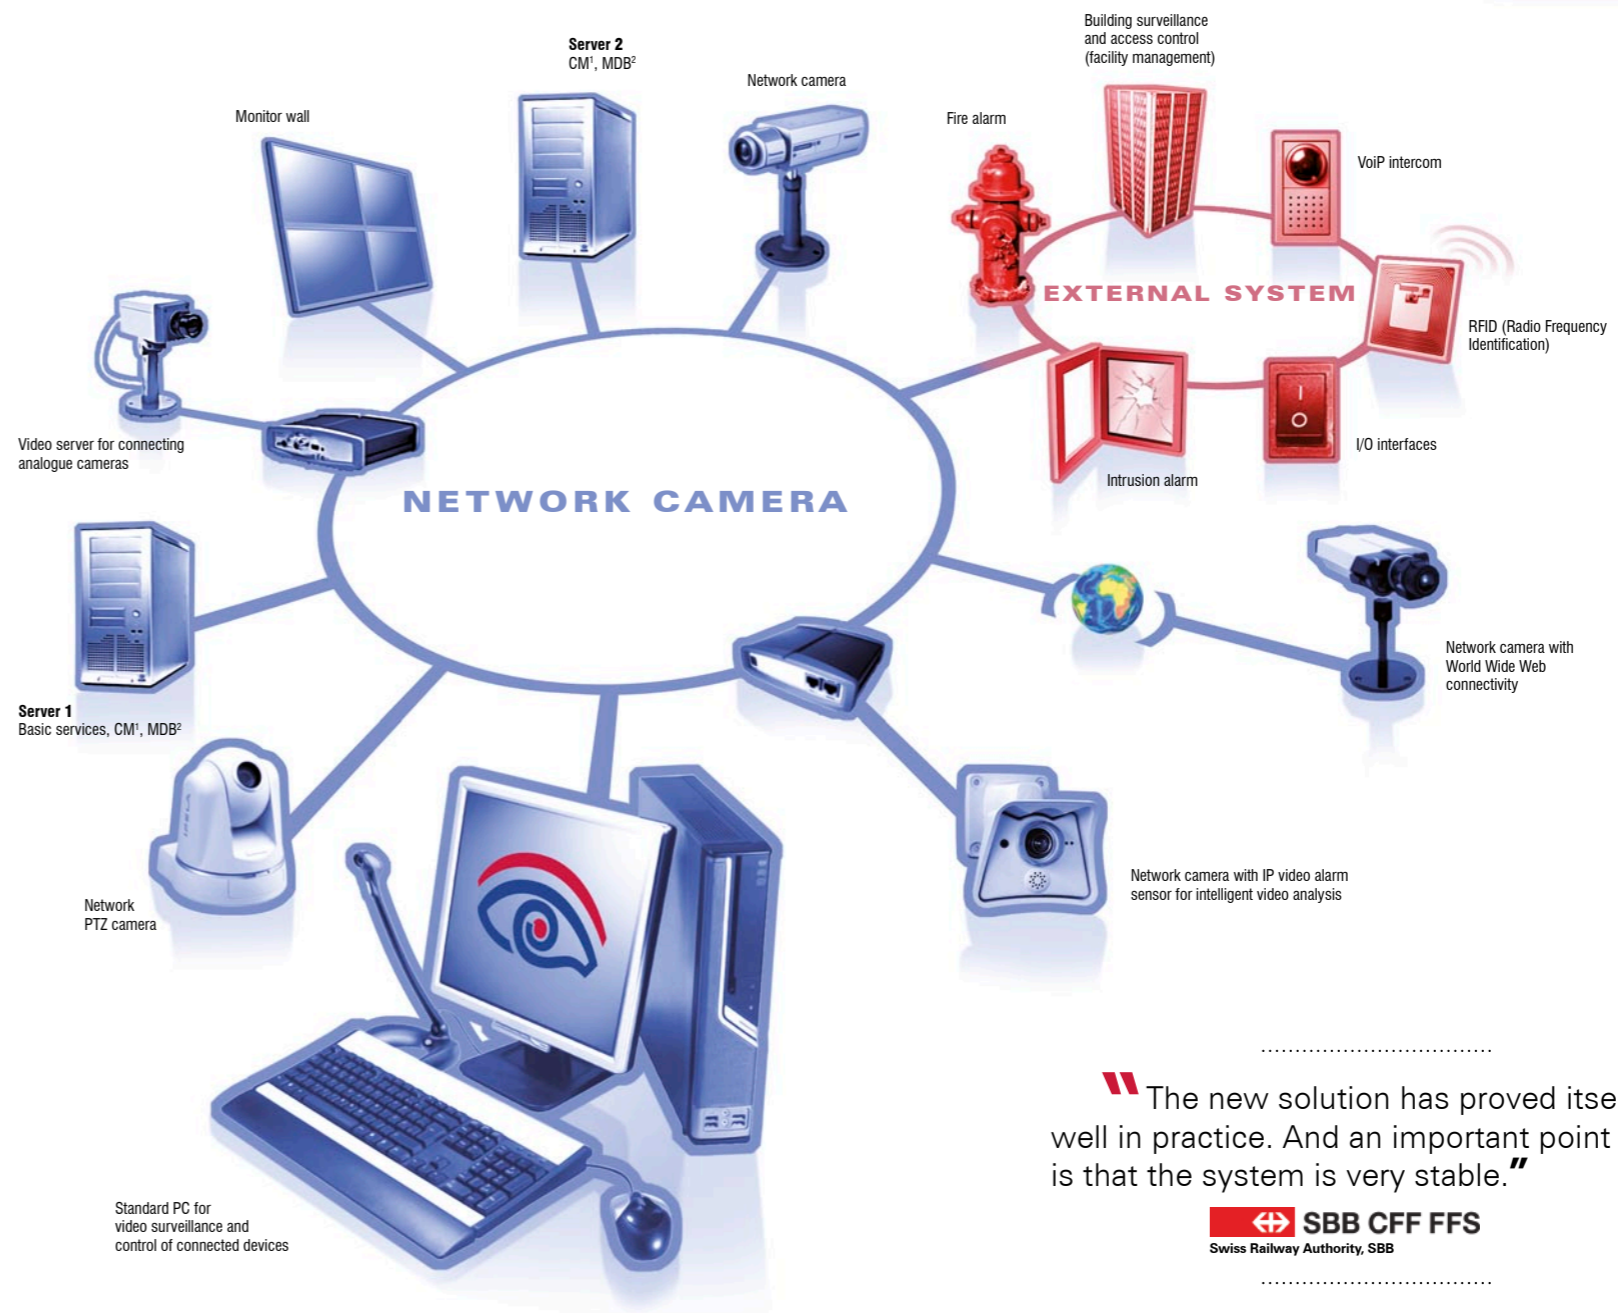 Building surveillance
and access control
(facility management)
Server 2
CM¹, MDB²
Network camera
Monitor wall
Fire alarm
VoiP intercom
EXTERNAL SYSTEM
RFID (Radio Frequency
Identification)
Video server for connecting
analogue cameras
I/O interfaces
Intrusion alarm
NETWORK CAMERA
Network camera with
World Wide Web
connectivity
Server 1
Basic services, CM¹, MDB²
Network camera with IP video alarm
sensor for intelligent video analysis
Network
PTZ camera
"The new solution has proved itse
well in practice. And an important point
is that the system is very stable."
SBB CFF FFS
Swiss Railway Authority, SBB
Standard PC for
video surveillance and
control of connected devices